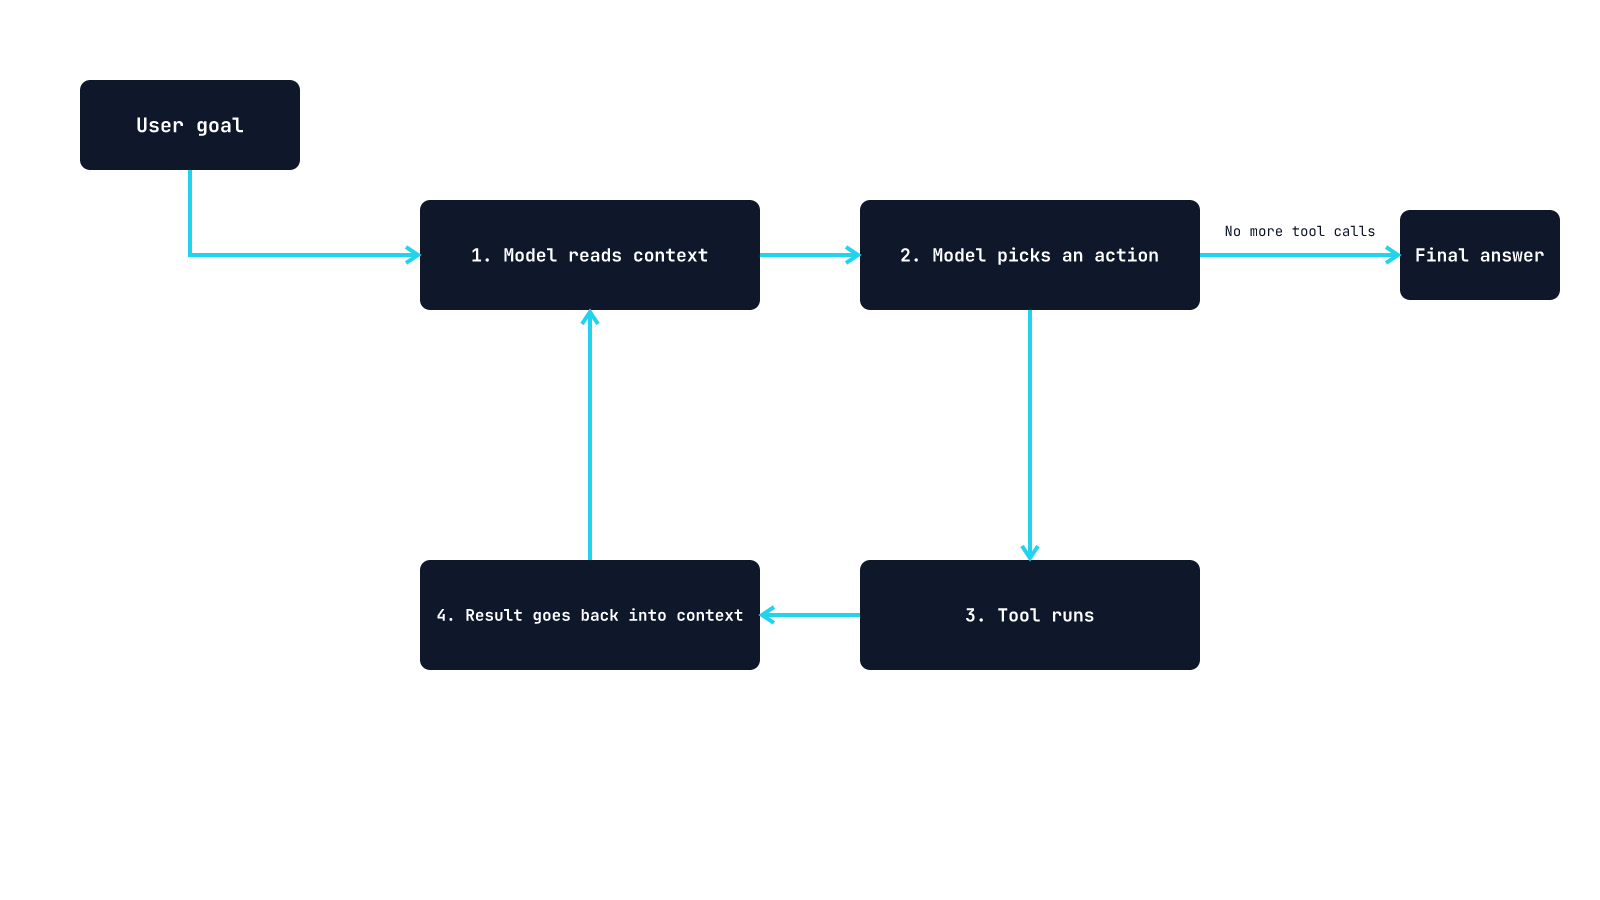 User goal
1. Model reads context
2. Model picks an action
No more tool calls
Final answer
3. Tool runs
4. Result goes back into context